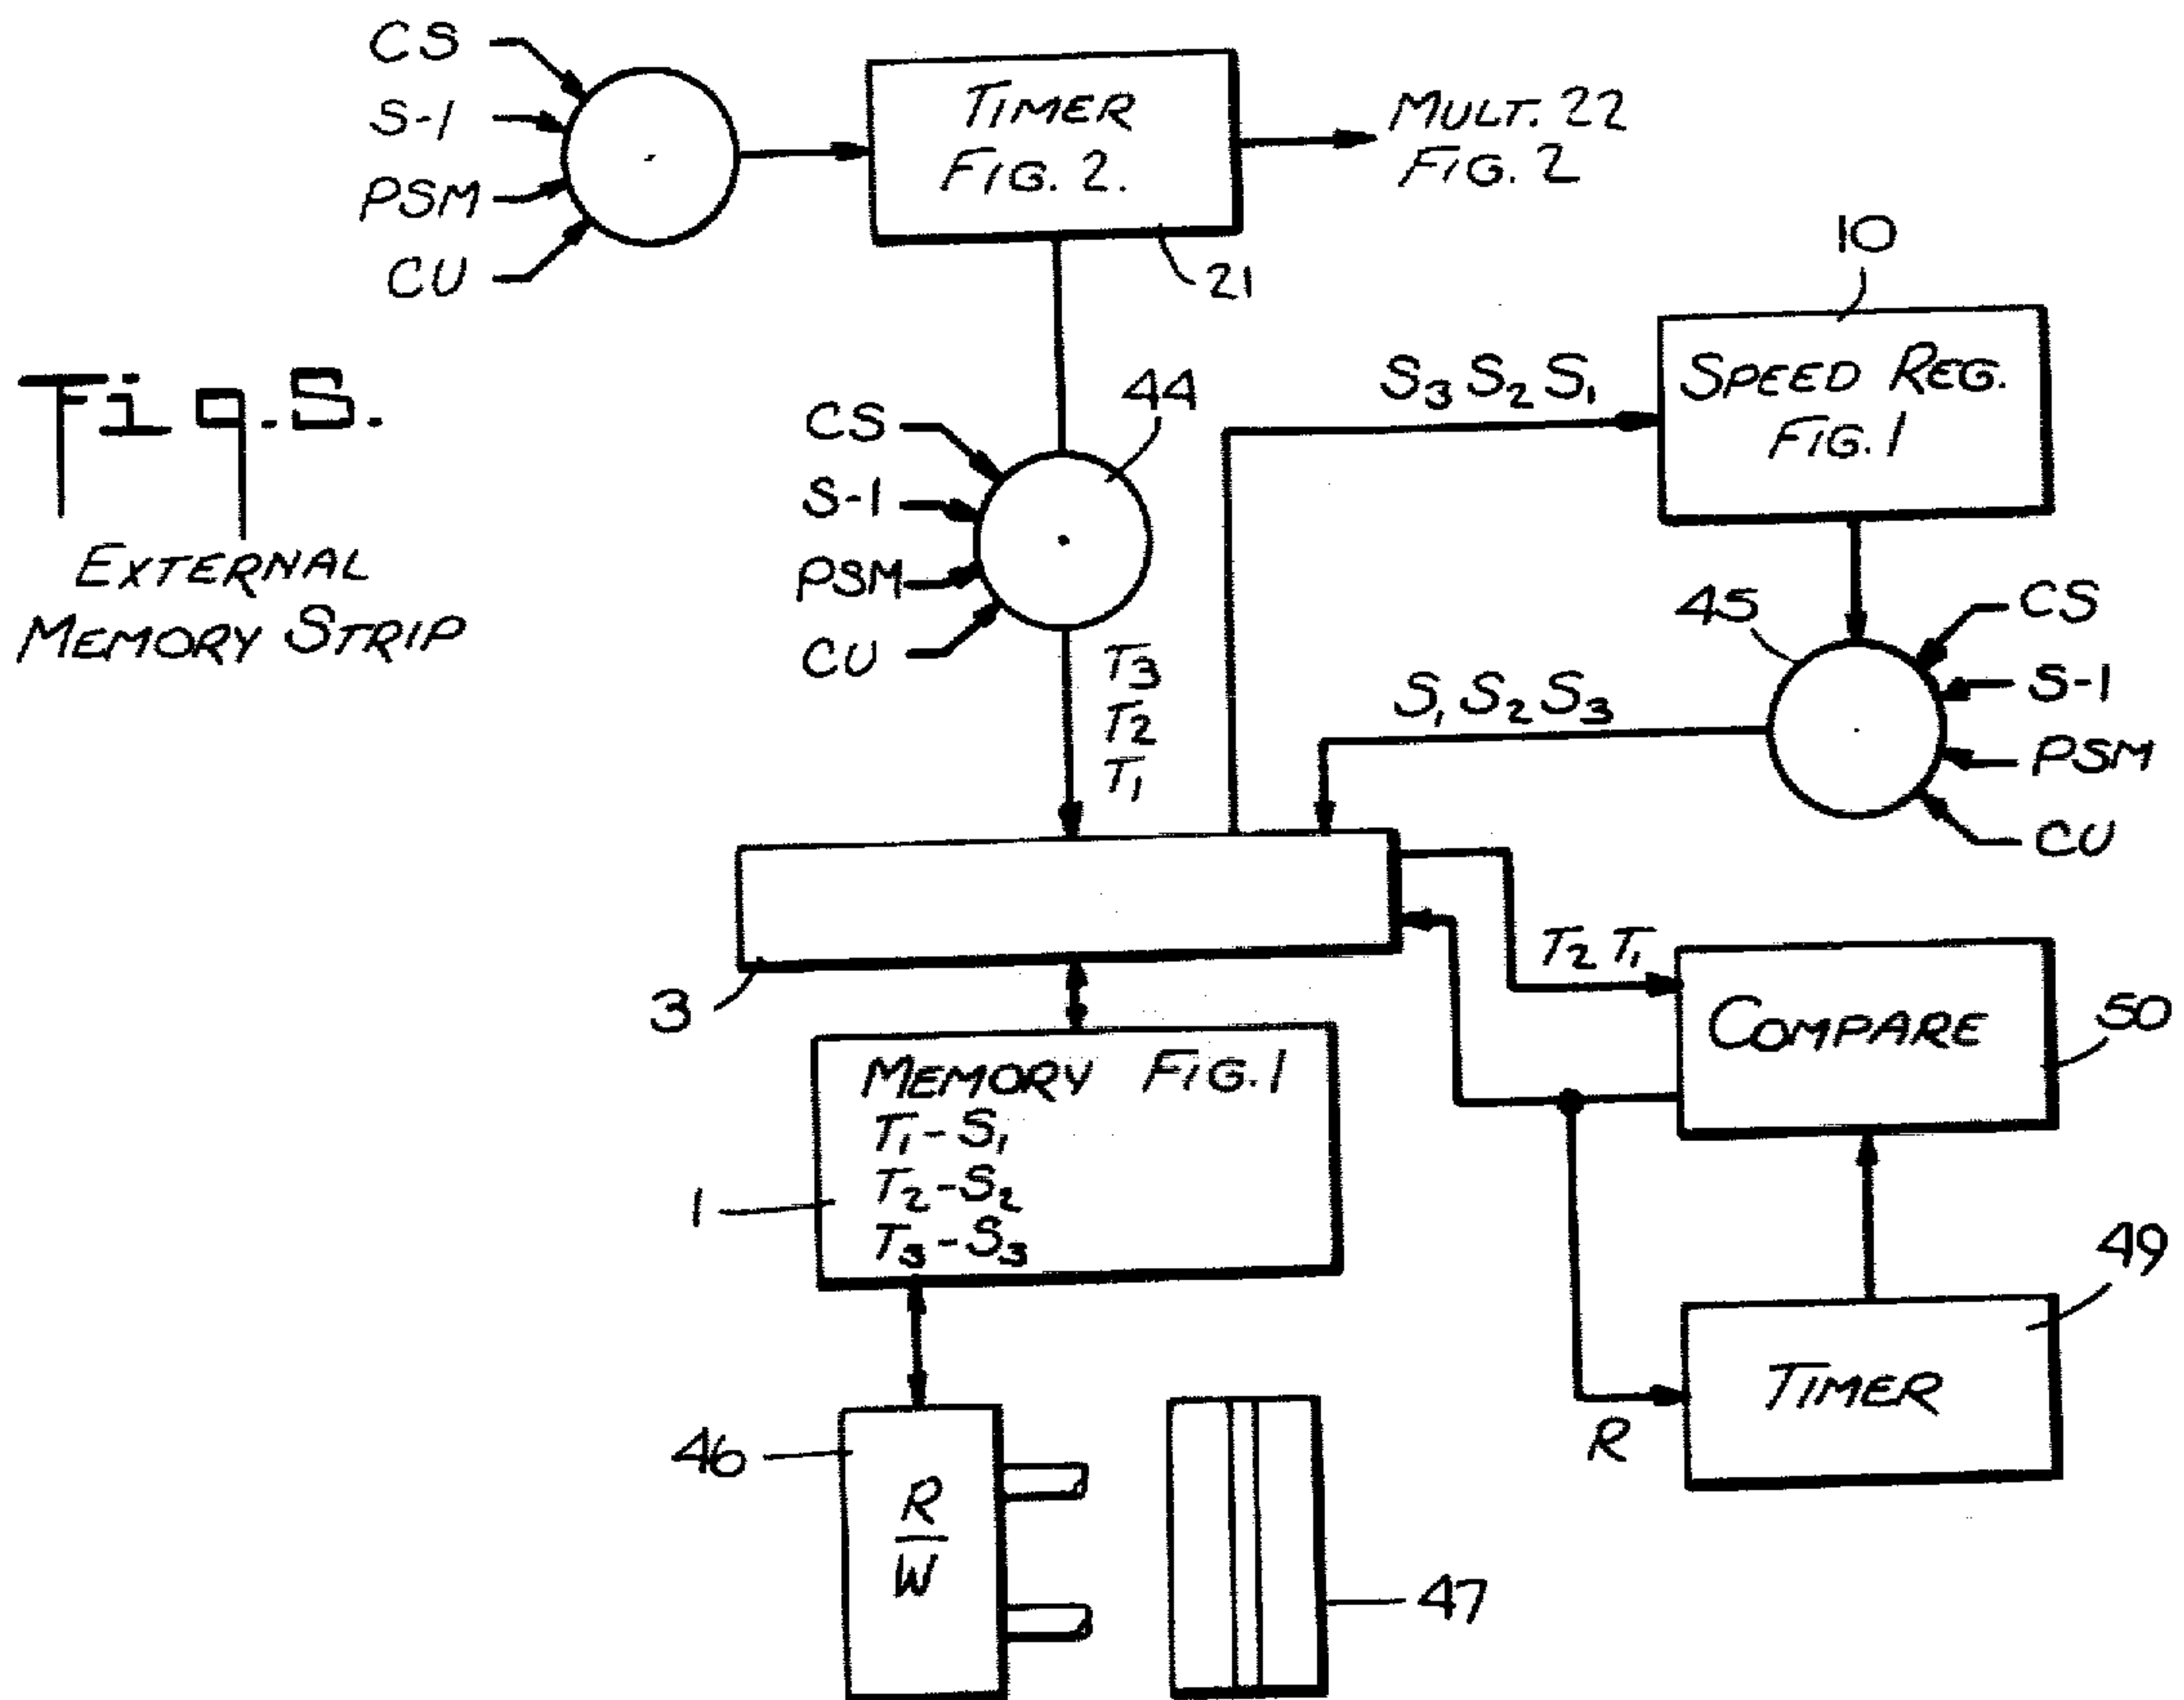 CS
S-1
PSM
CU
TIMER
FIG. 2.
MULT. 22
FIG. 2
21
10
Fig.5.
EXTERNAL
MEMORY STRIP
CS
S-1
PSM
CU
44
S3 S2 S1
SPEED REG.
FIG. 1
45
CS
S-1
PSM
CU
T3
T2
T1
S1 S2 S3
3
T2 T1
COMPARE
50
MEMORY FIG. 1
T1-S1
T2-S2
T3-S3
1
49
TIMER
R
46
R
W
47